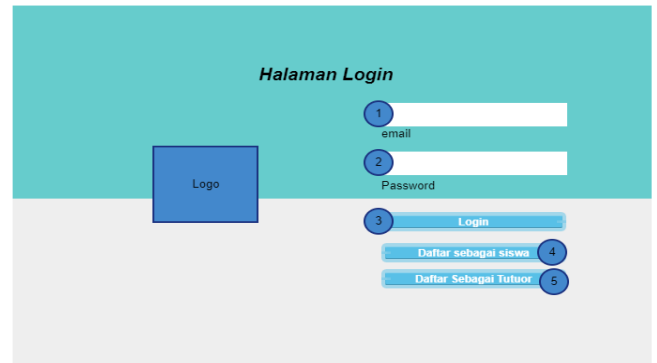 Halaman Login
1
email
2
Logo
Password
3 Login
Daftar sebagai siswa 4
Daftar Sebagai Tutuor 5